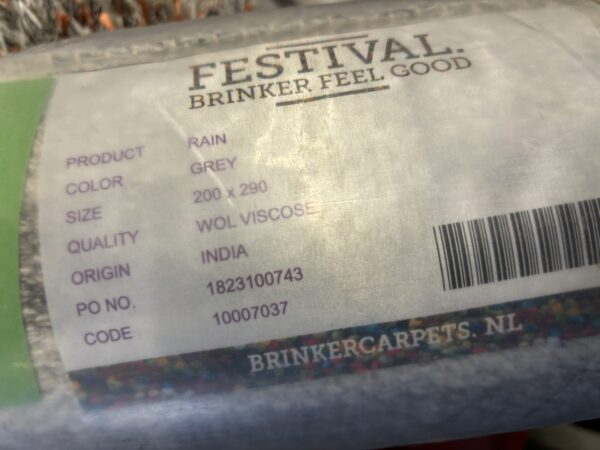 FESTIVAL.
BRINKER FEEL GOOD
PRODUCT RAIN
COLOR GREY
SIZE 200 x 290
QUALITY WOL VISCOSE
ORIGIN INDIA
PO NO. 1823100743
CODE 10007037
BRINKERCARPETS. NL